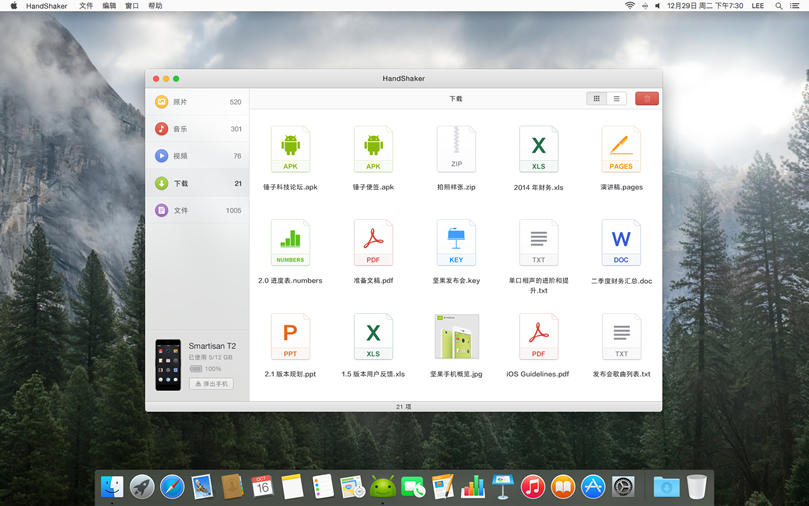 HandShaker 文件 编辑 窗口 帮助
12月29日 周二 下午7:30 LEE
HandShaker
照片 520
音乐 301
视频 76
下载 21
文件 1005
下载
APK
APK
ZIP
XLS
PAGES
锤子科技论坛.apk
锤子便签.apk
拍照样张.zip
2014 年财务.xls
演讲稿.pages
NUMBERS
PDF
KEY
TXT
DOC
2.0 进度表.numbers
准备文稿.pdf
坚果发布会.key
单口相声的进阶和提
升.txt
二季度财务汇总.doc
PPT
XLS
PDF
TXT
2.1 版本规划.ppt
1.5 版本用户反馈.xls
坚果手机概览.jpg
iOS Guidelines.pdf
发布会歌曲列表.txt
Smartisan T2
已使用 5/12 GB
100%
弹出手机
21 项
OCT
16